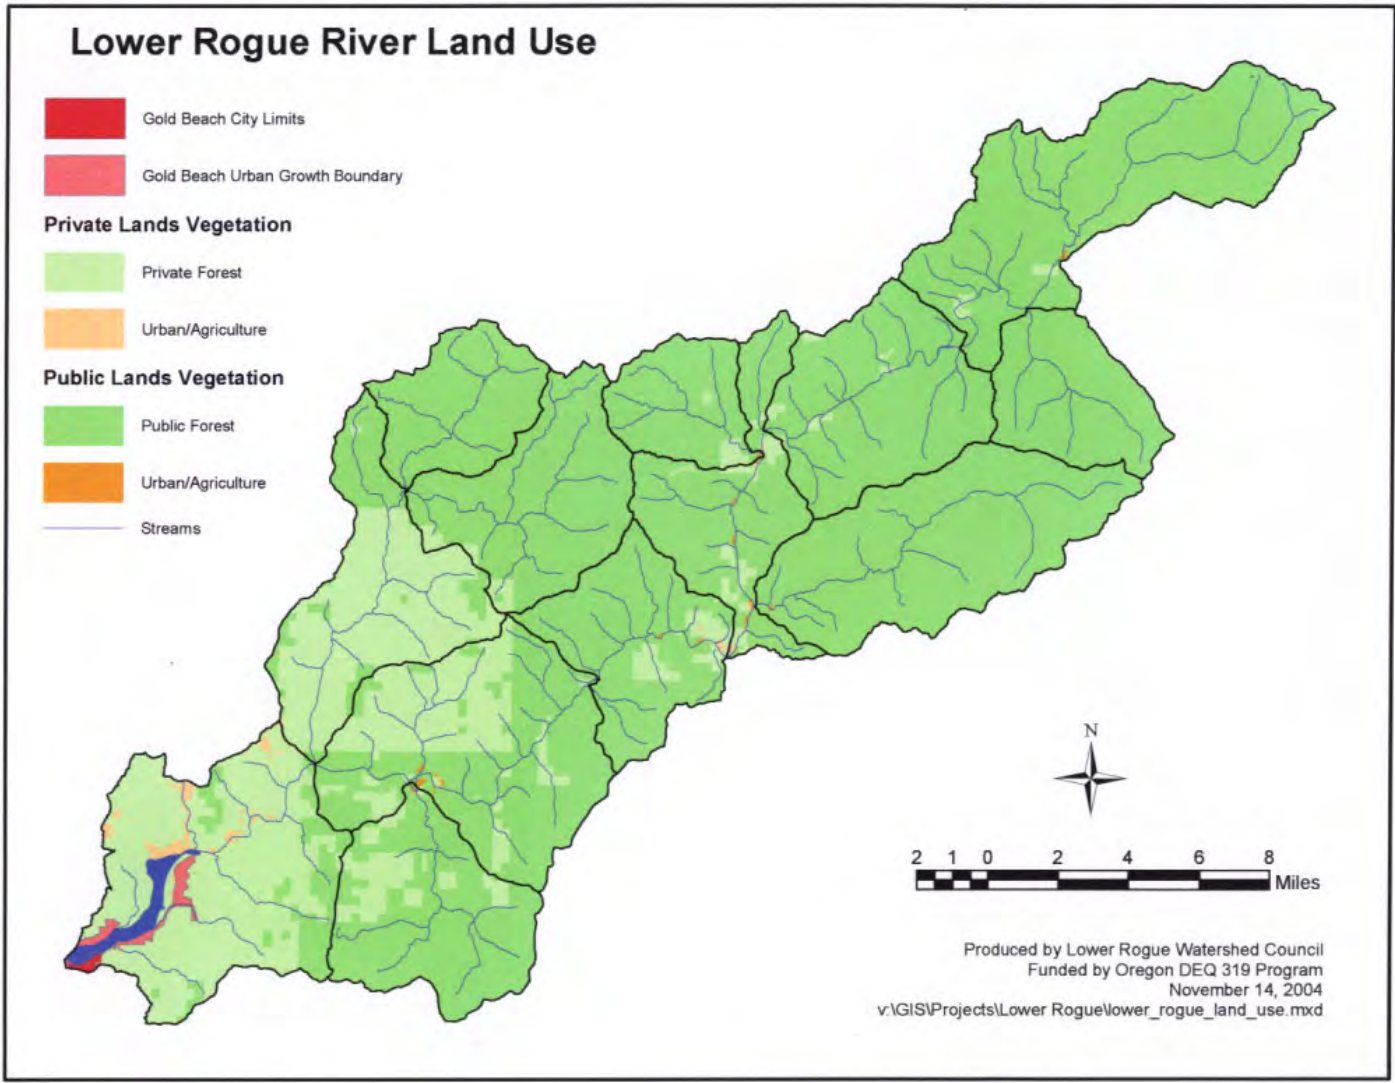 Lower Rogue River Land Use
Gold Beach City Limits
Gold Beach Urban Growth Boundary
Private Lands Vegetation
Private Forest
Urban/Agriculture
Public Lands Vegetation
Public Forest
Urban/Agriculture
Streams
N
2 1 0 2 4 6 8
Miles
Produced by Lower Rogue Watershed Council
Funded by Oregon DEQ 319 Program
November 14, 2004
v:\GIS\Projects\Lower Rogue\lower_rogue_land_use.mxd